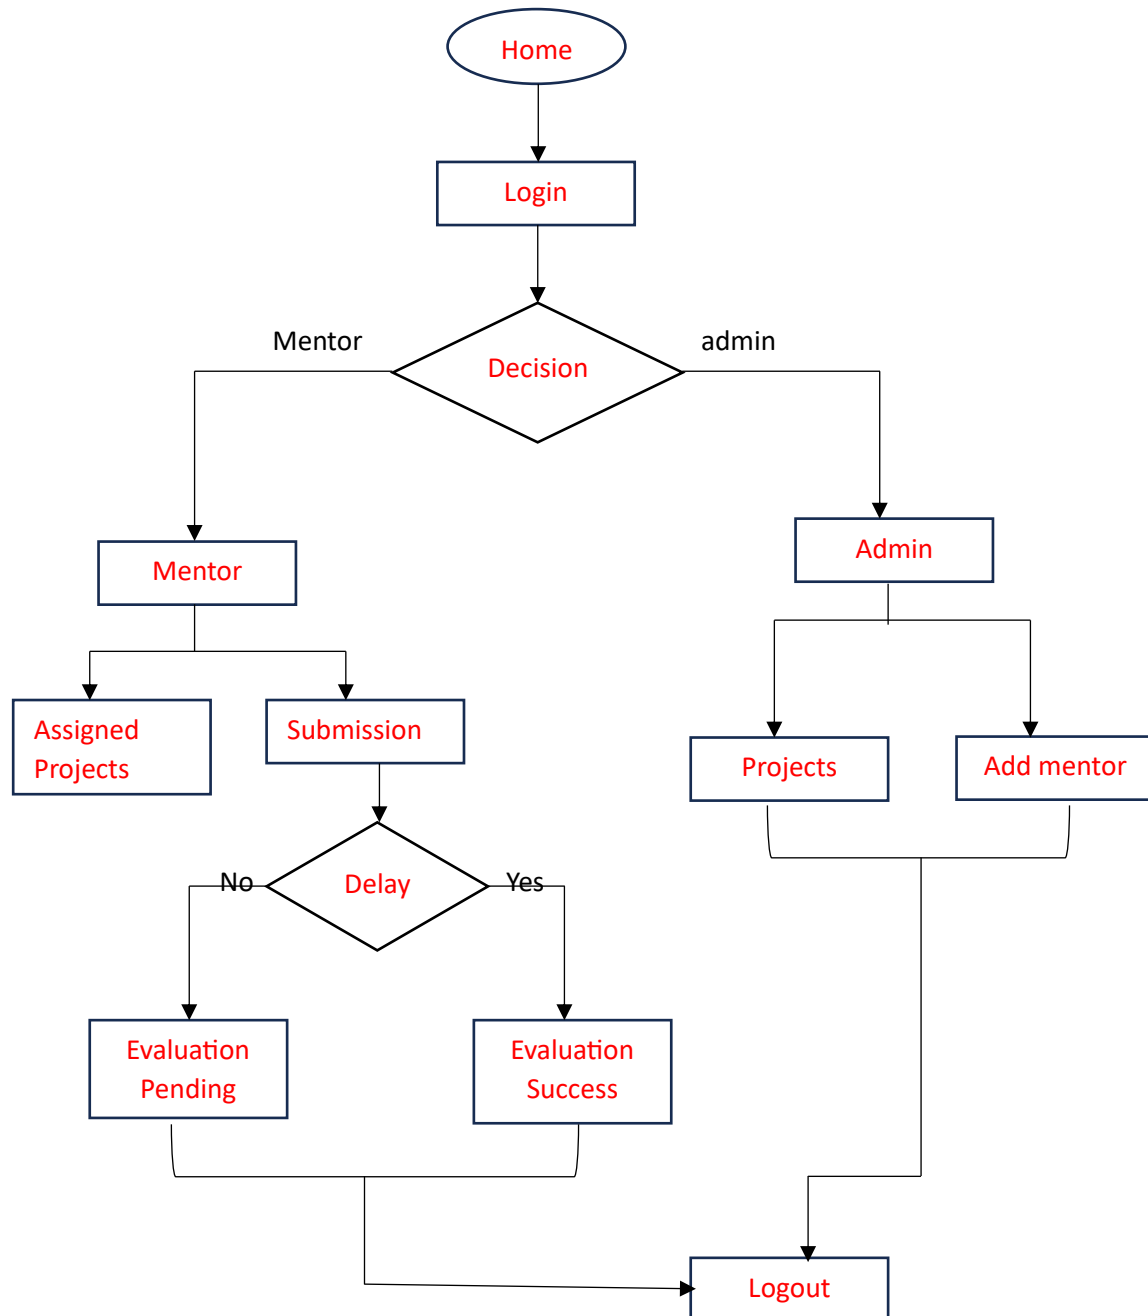 Home
Login
Mentor
admin
Decision
Mentor
Admin
Assigned
Projects
Submission
Projects
Add mentor
No
Delay
Yes
Evaluation
Pending
Evaluation
Success
Logout